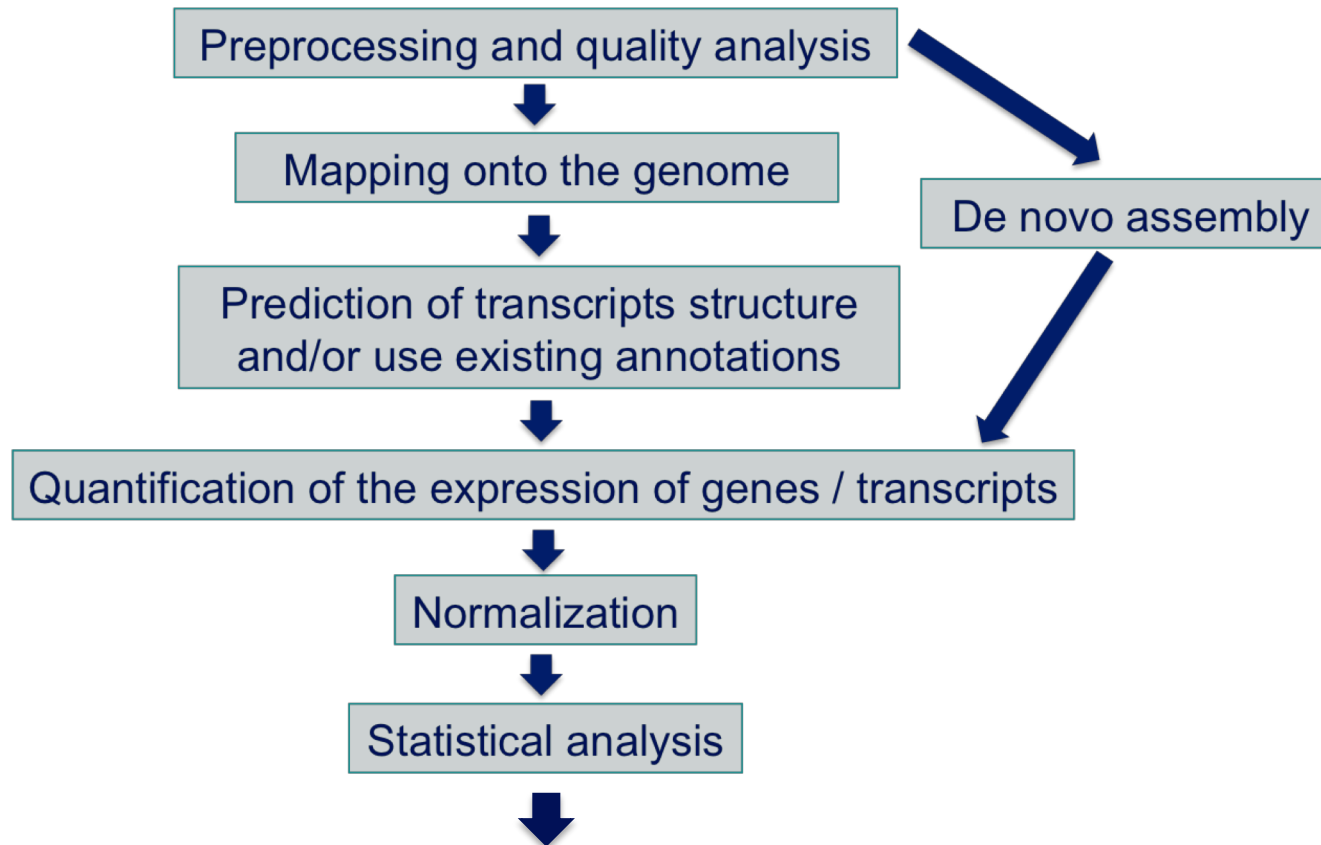 Preprocessing and quality analysis
Mapping onto the genome
De novo assembly
Prediction of transcripts structure
and/or use existing annotations
Quantification of the expression of genes / transcripts
Normalization
Statistical analysis